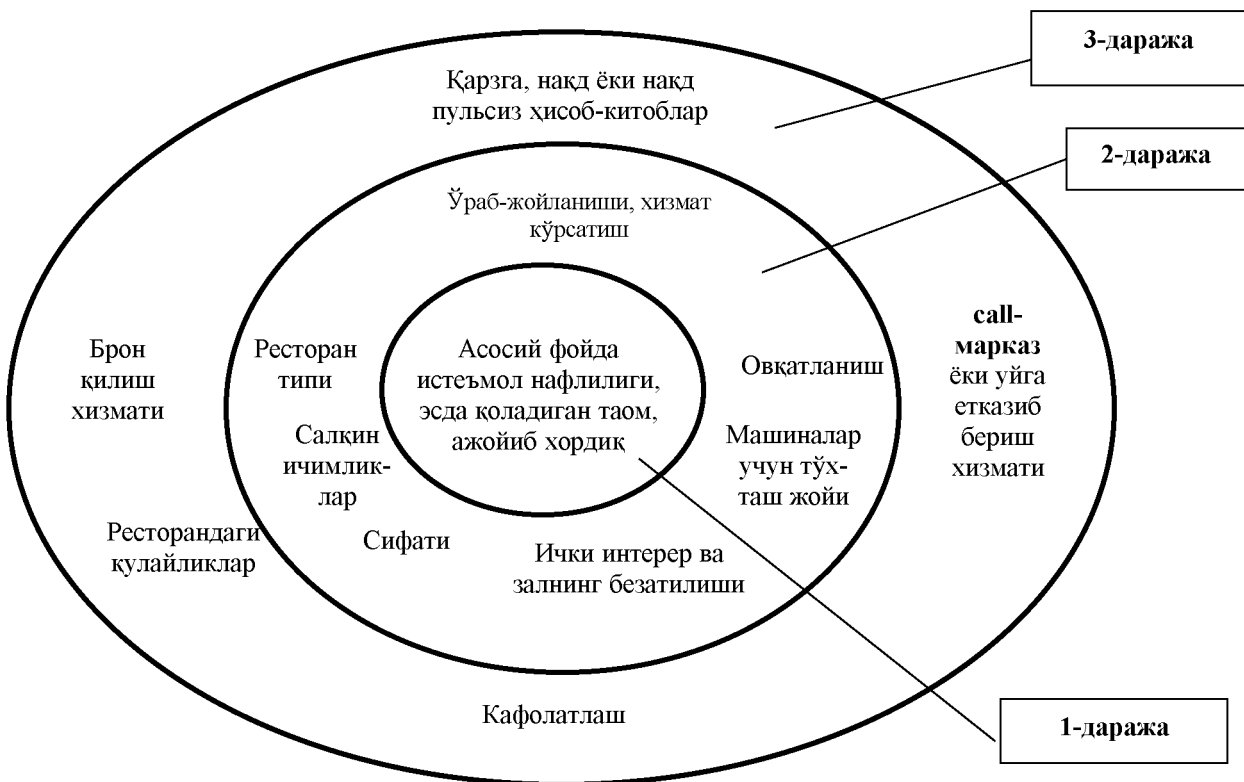 3-даража
Қарзга, нақд ёки нақд
пульсиз ҳисоб-китоблар
2-даража
Ўраб-жойланиши, хизмат
кўрсатиш
Брон
қилиш
хизмати
Ресторан
типи
Асосий фойда
истеъмол нафлилиги,
эсда қоладиган таом,
ажойиб хордиқ
Овқатланиш
call-
марказ
ёки уйга
етказиб
бериш
хизмати
Салқин
ичимлик-
лар
Машиналар
учун тўх-
таш жойи
Ресторандаги
қулайликлар
Сифати
Ички интерер ва
залнинг безатилиши
Кафолатлаш
1-даража